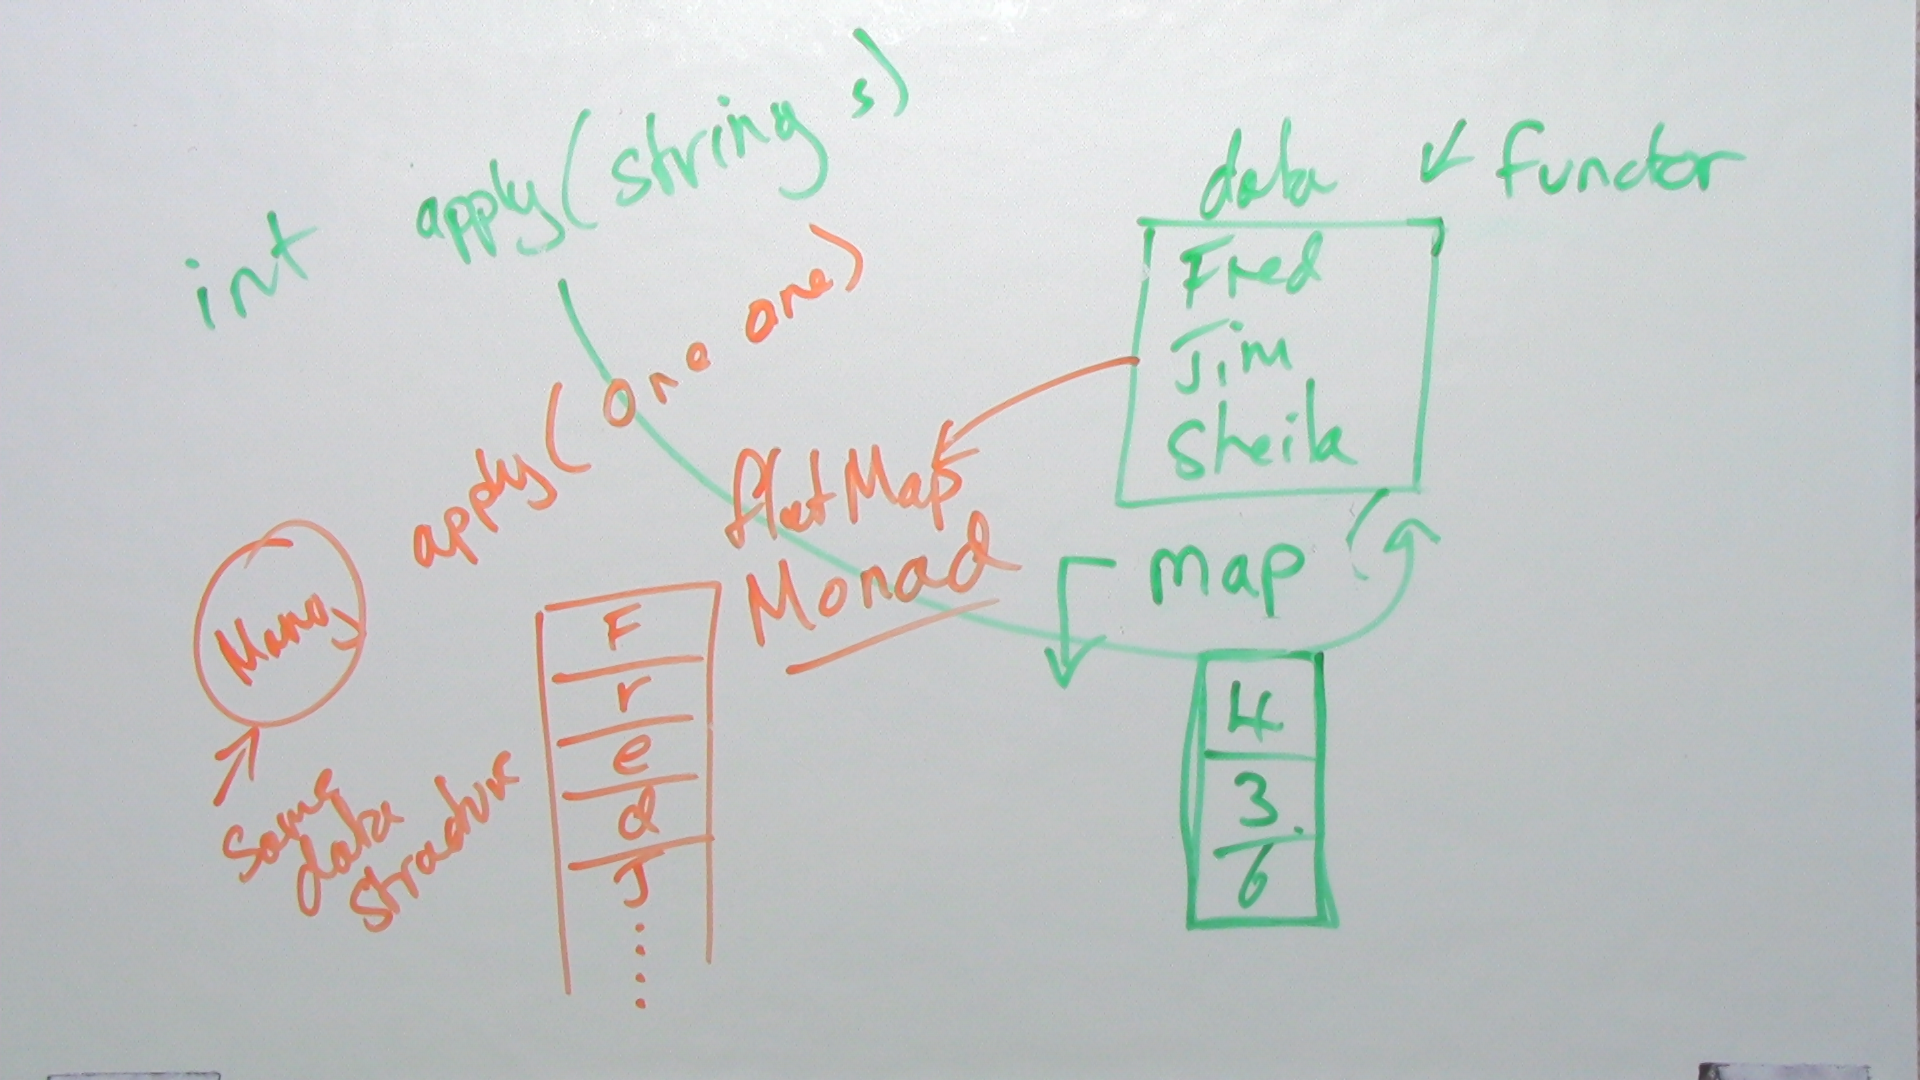 int apply(string s)
data
functor
Fred
Jim
Sheila
map (
4
3
6
Many apply(One one)
flatMap
Monad
F
r
e
d
J
Same
data
structure